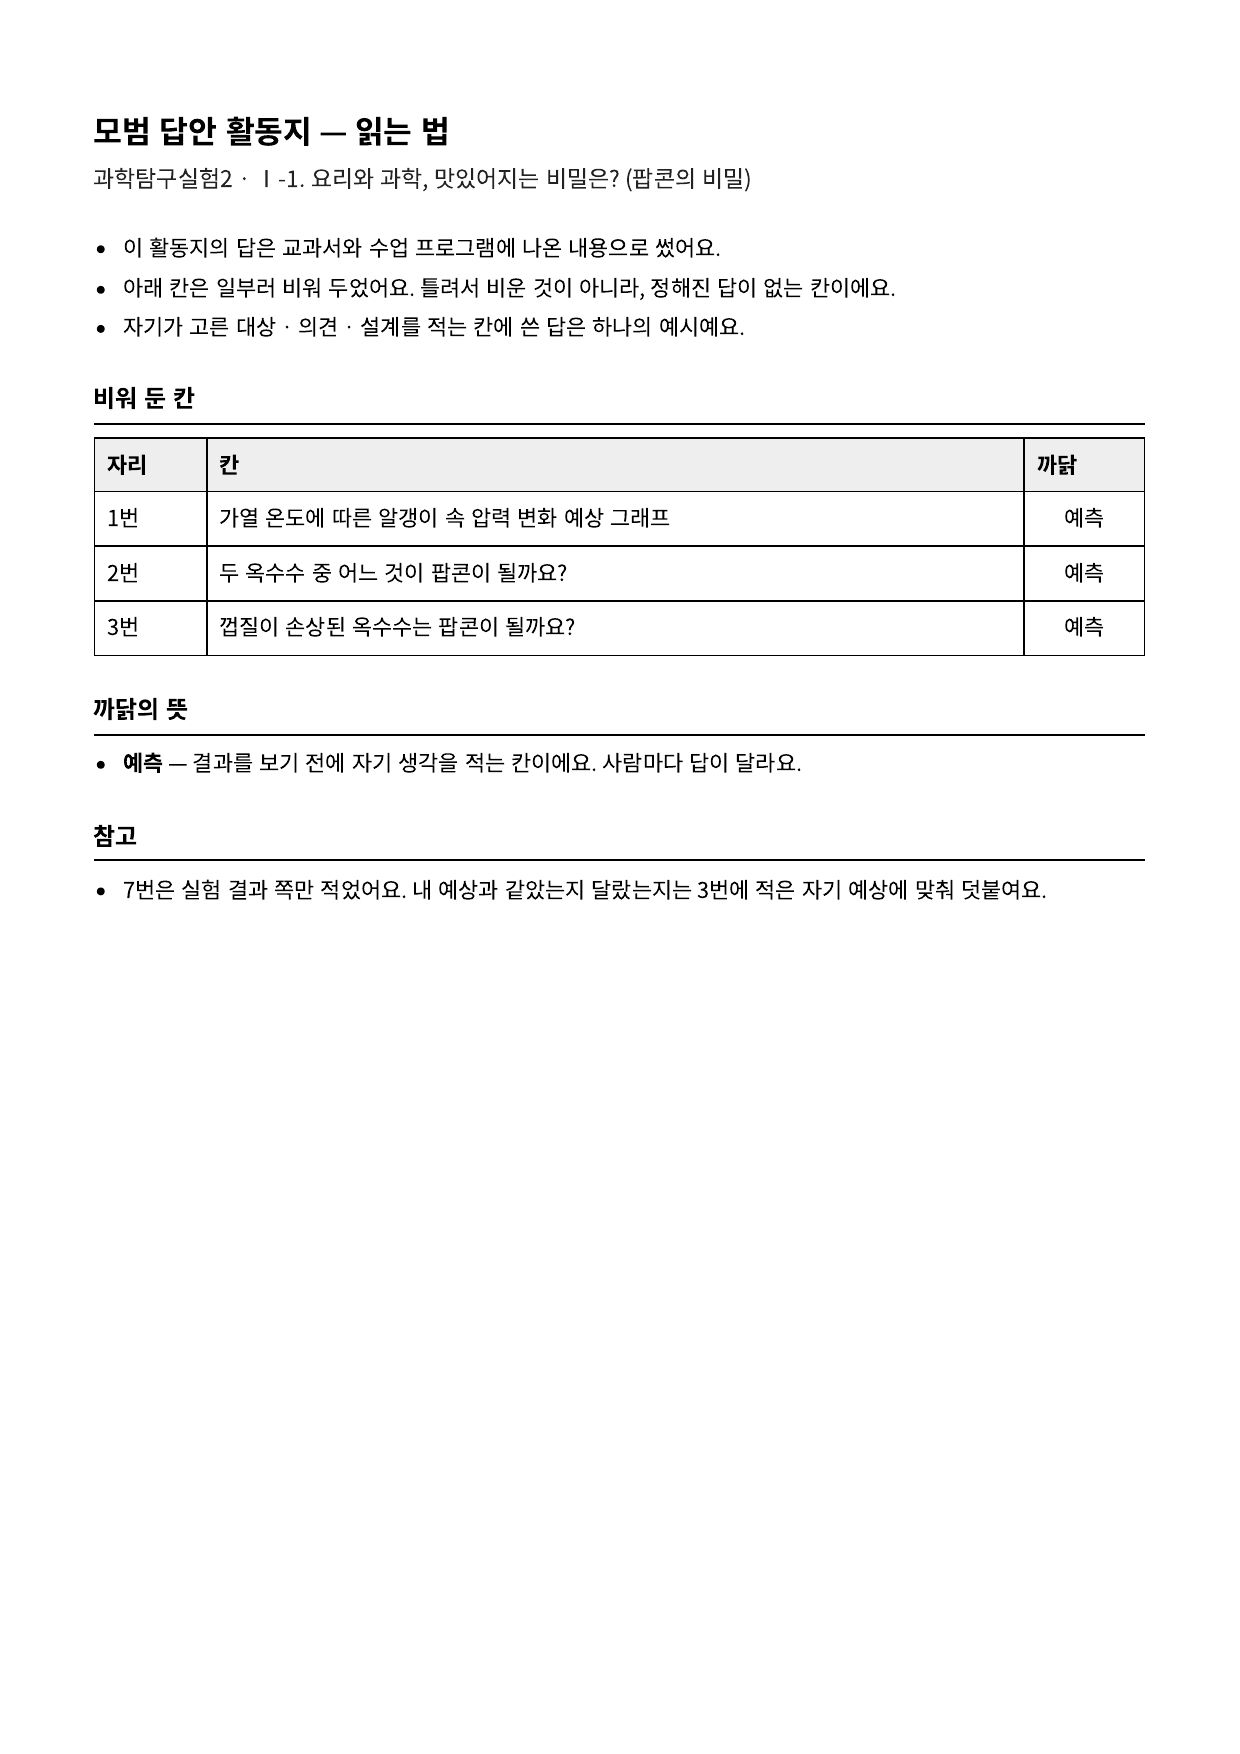 모범 답안 활동지 — 읽는 법
과학탐구실험2 · Ⅰ-1. 요리와 과학, 맛있어지는 비밀은? (팝콘의 비밀)
• 이 활동지의 답은 교과서와 수업 프로그램에 나온 내용으로 썼어요.
• 아래 칸은 일부러 비워 두었어요. 틀려서 비운 것이 아니라, 정해진 답이 없는 칸이에요.
• 자기가 고른 대상 · 의견 · 설계를 적는 칸에 쓴 답은 하나의 예시예요.
비워 둔 칸
자리 칸 까닭
1번 가열 온도에 따른 알갱이 속 압력 변화 예상 그래프 예측
2번 두 옥수수 중 어느 것이 팝콘이 될까요? 예측
3번 껍질이 손상된 옥수수는 팝콘이 될까요? 예측
까닭의 뜻
• 예측 — 결과를 보기 전에 자기 생각을 적는 칸이에요. 사람마다 답이 달라요.
참고
• 7번은 실험 결과 쪽만 적었어요. 내 예상과 같았는지 달랐는지는 3번에 적은 자기 예상에 맞춰 덧붙여요.